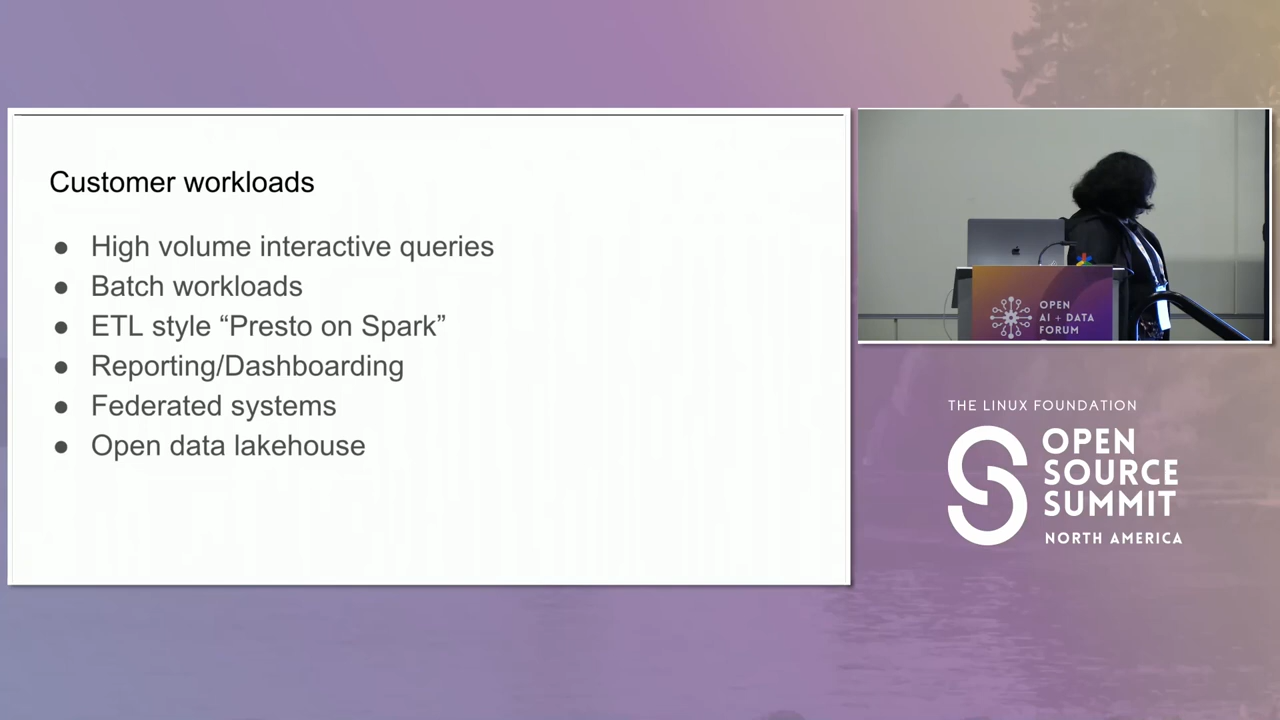 Customer workloads
● High volume interactive queries
● Batch workloads
● ETL style “Presto on Spark”
● Reporting/Dashboarding
● Federated systems
● Open data lakehouse
OPEN
AI + DATA
FORUM
THE LINUX FOUNDATION
OPEN
SOURCE
SUMMIT
NORTH AMERICA